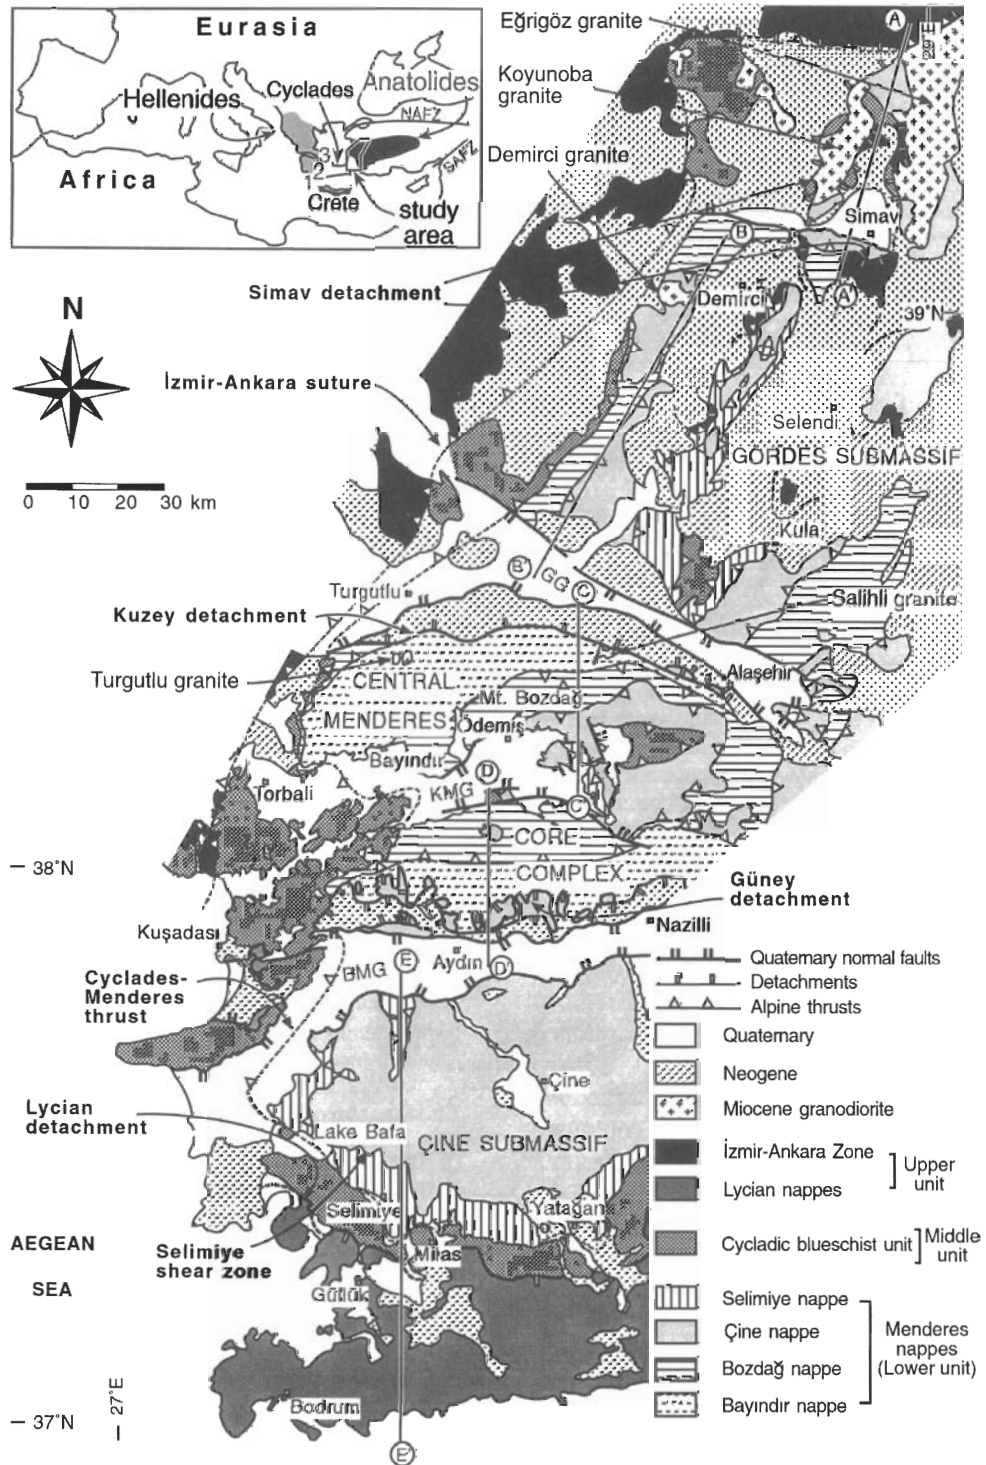 Eurasia
Anatolides
Cyclades
Hellenides
NAFZ
SAFZ
3
2
1
Africa
Crete
study
area
Eğrigöz granite
Koyunoba
granite
Demirci granite
A
29°E
Simav
B
A'
Simav detachment
Demirci
39°N
N
İzmir-Ankara suture
Selendi
GÖRDES SUBMASSIF
0 10 20 30 km
Kula
B'
GG
C
Turgutlu
Salihli granite
Kuzey detachment
Alaşehir
Turgutlu granite
CENTRAL
Mt. Bozdağ
MENDERES
Ödemiş
Bayındır
D
Torbali
KMG
C'
CORE
38°N
COMPLEX
Güney
detachment
Nazilli
Kuşadası
Aydın
E
D'
BMG
Cyclades-
Menderes
thrust
Quaternary normal faults
Detachments
Alpine thrusts
Quaternary
Neogene
Miocene granodiorite
İzmir-Ankara Zone
Lycian nappes
Upper
unit
Cycladic blueschist unit
Middle
unit
Selimiye nappe
Çine nappe
Bozdağ nappe
Bayındır nappe
Menderes
nappes
(Lower unit)
Çine
Lycian
detachment
Lake Bafa
ÇINE SUBMASSIF
Selimiye
Yatağan
AEGEAN
SEA
Selimiye
shear zone
Milas
Güllük
Bodrum
27°E
37°N
E'